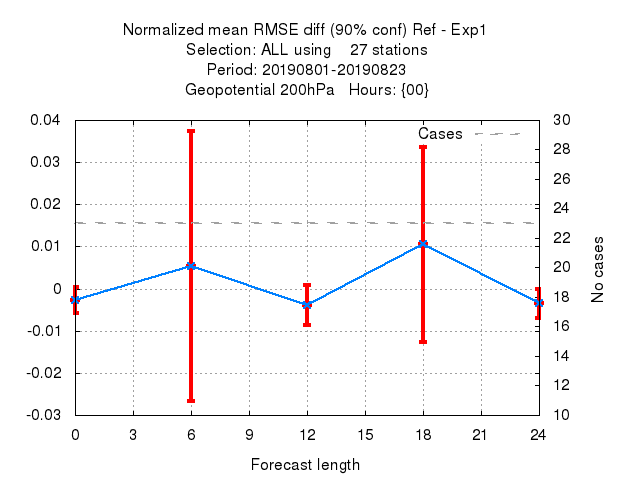 Normalized mean RMSE diff (90% conf) Ref - Exp1
Selection: ALL using    27 stations
Period: 20190801-20190823
Geopotential 200hPa   Hours: {00}
Cases
0.04
0.03
0.02
0.01
0
-0.01
-0.02
-0.03
30
28
26
24
22
20
18
16
14
12
10
No cases
0 3 6 9 12 15 18 21 24
Forecast length